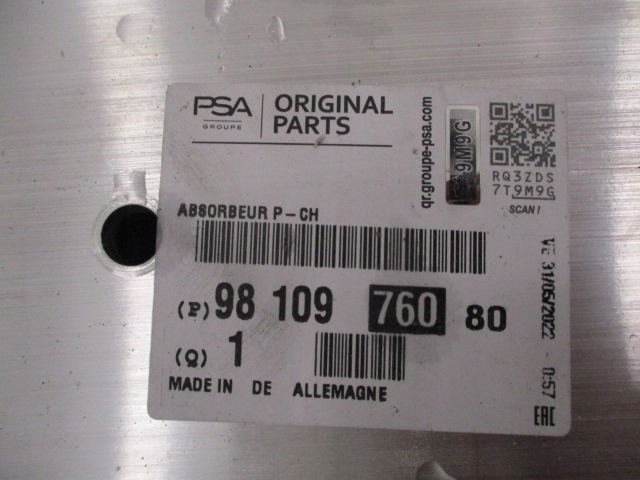 PSA
GROUPE
ORIGINAL
PARTS
qr.groupe-psa.com
9M9G
RQ3ZDS
7T9M9G
SCAN!
ABSORBEUR P-CH
(P) 98 109 760 80
(Q) 1
MADE IN DE ALLEMAGNE
31/05/2022 - 0:57
EAC